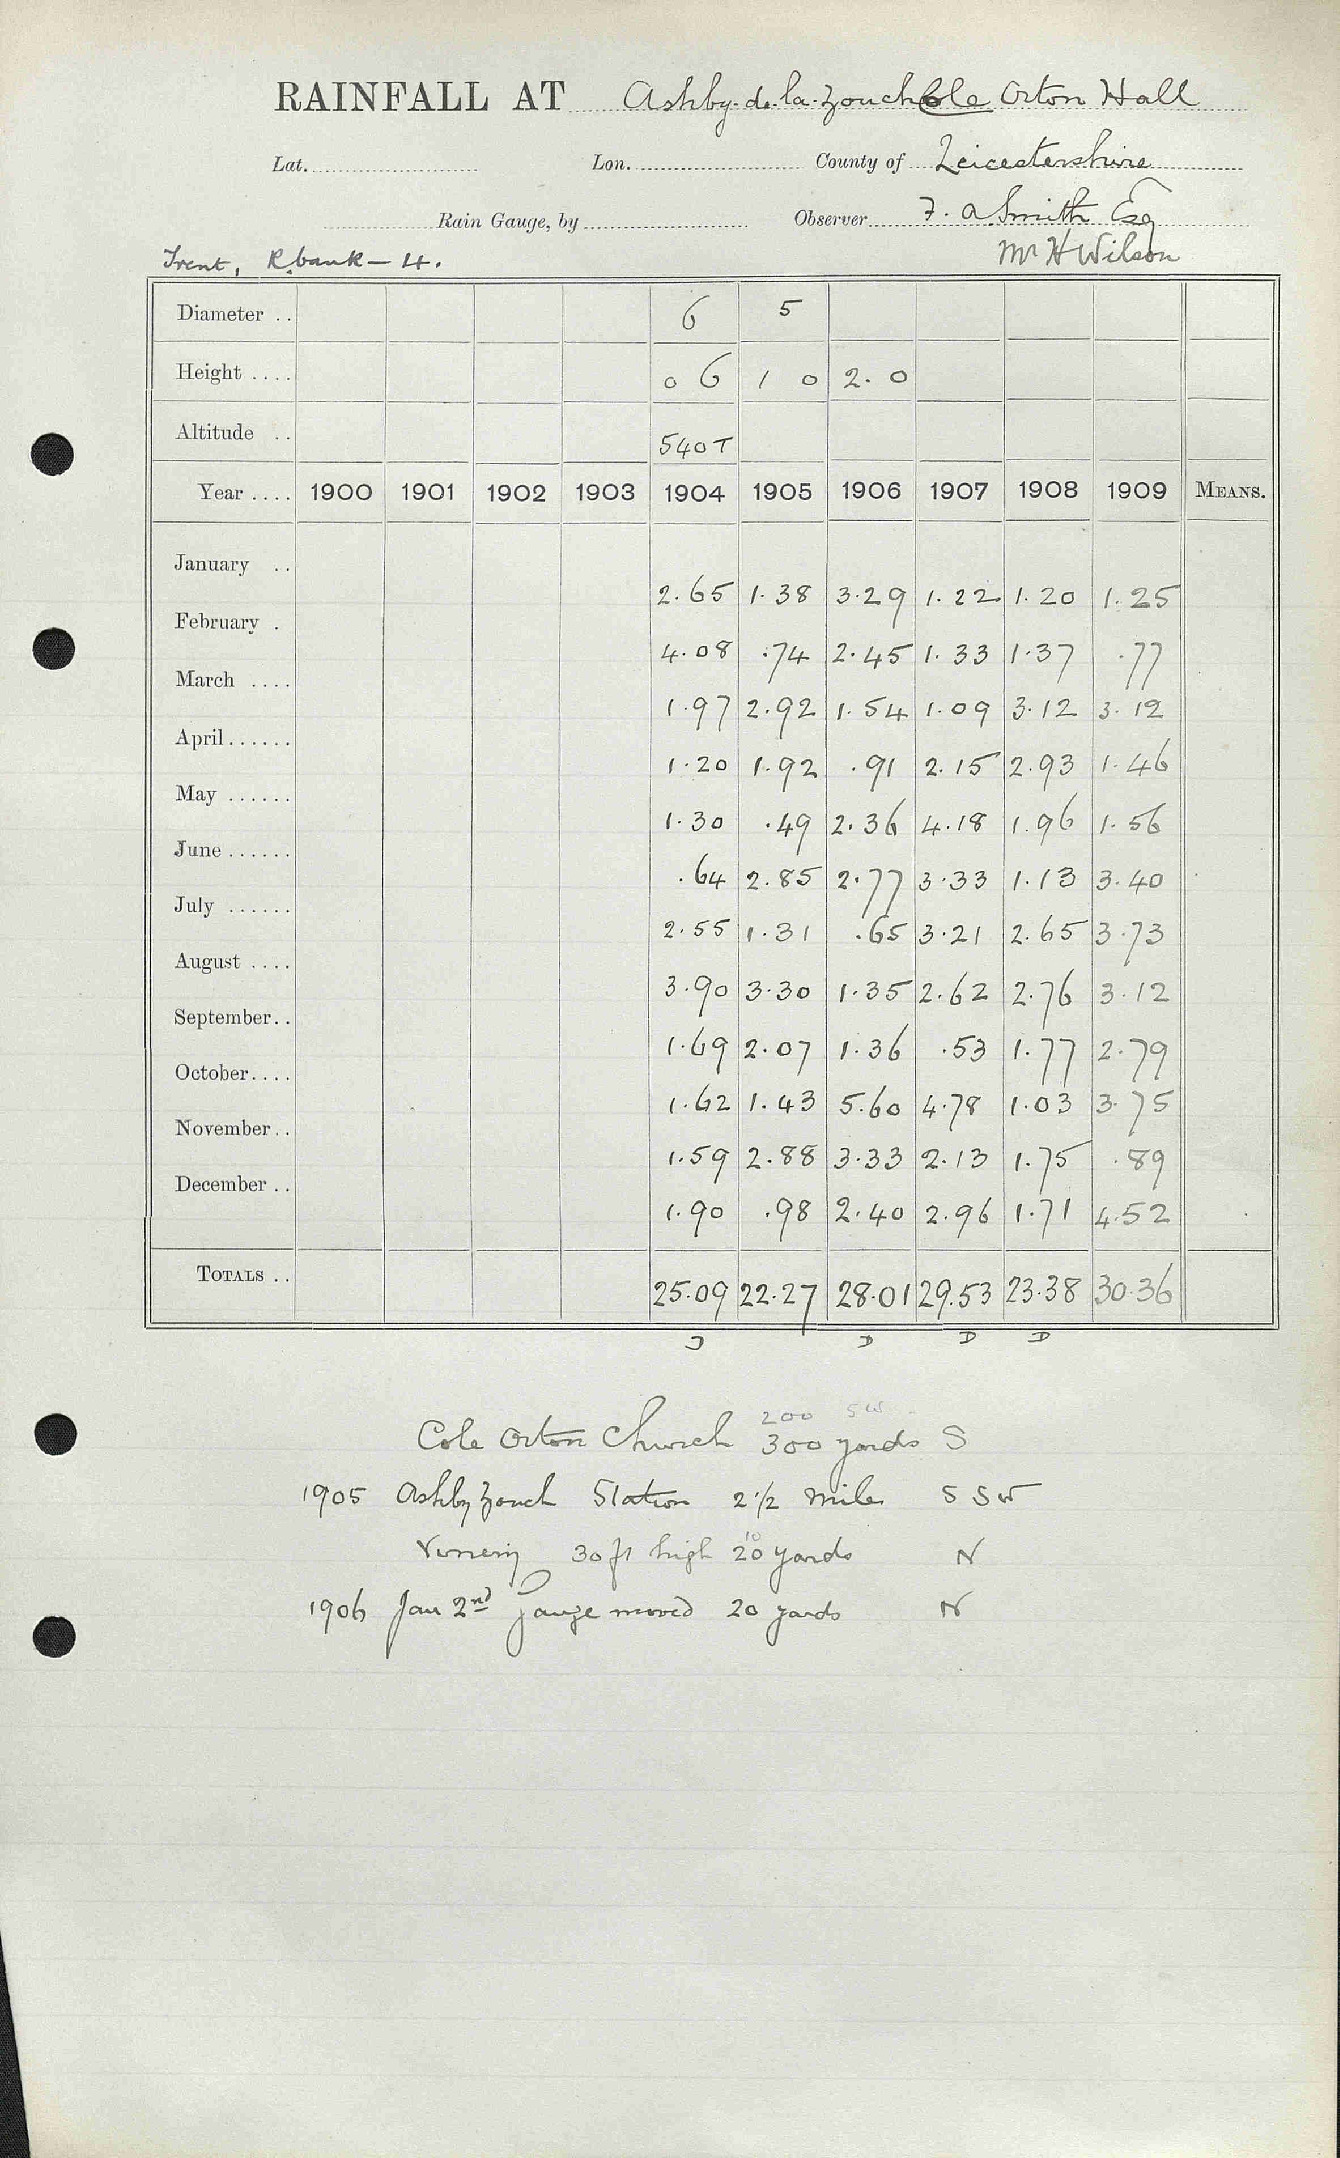 RAINFALL AT Ashby-de-la-Zouch Cole Orton Hall
Lat. Lon. County of Leicestershire
Rain Gauge, by Observer F. A Smith Esq
Trent, R.bank – 4. Mr H Wilson
Diameter .. 6 5
Height .... 0 6 1 0 2. 0
Altitude .. 540T
Year .... 1900 1901 1902 1903 1904 1905 1906 1907 1908 1909 MEANS.
January .. 2.65 1.38 3.29 1.22 1.20 1.25
February . 4.08 .74 2.45 1.33 1.37 .77
March .... 1.97 2.92 1.54 1.09 3.12 3.12
April...... 1.20 1.92 .91 2.15 2.93 1.46
May ...... 1.30 .49 2.36 4.18 1.96 1.56
June ...... .64 2.85 2.77 3.33 1.13 3.40
July ...... 2.55 1.31 .65 3.21 2.65 3.73
August .... 3.90 3.30 1.35 2.62 2.76 3.12
September.. 1.69 2.07 1.36 .53 1.77 2.79
October.... 1.62 1.43 5.60 4.78 1.03 3.75
November.. 1.59 2.88 3.33 2.13 1.75 .89
December .. 1.90 .98 2.40 2.96 1.71 4.52
TOTALS .. 25.09 22.27 28.01 29.53 23.38 30.36
D D D
200 SW
Cole Orton Church 300 yards S
1905 Ashby Zouch Station 2 1/2 miles S S W
10
Vinery 30 ft high 20 yards N
1906 Jan 2nd gauge moved 20 yards N